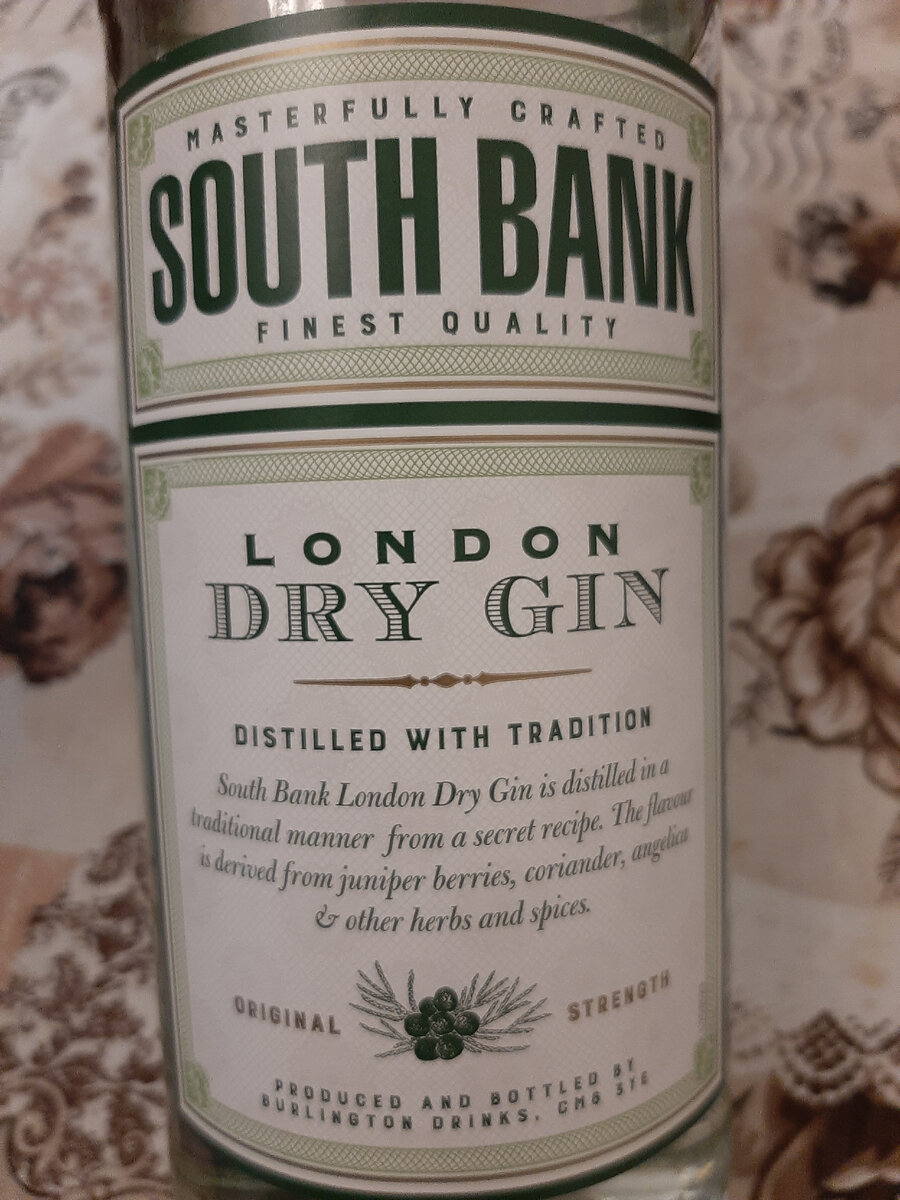 MASTERFULLY CRAFTED
SOUTH BANK
FINEST QUALITY
LONDON
DRY GIN
DISTILLED WITH TRADITION
South Bank London Dry Gin is distilled in a
traditional manner from a secret recipe. The flavour
is derived from juniper berries, coriander, angelica
& other herbs and spices.
ORIGINAL STRENGTH
PRODUCED AND BOTTLED BY
BURLINGTON DRINKS, CM8 3YE